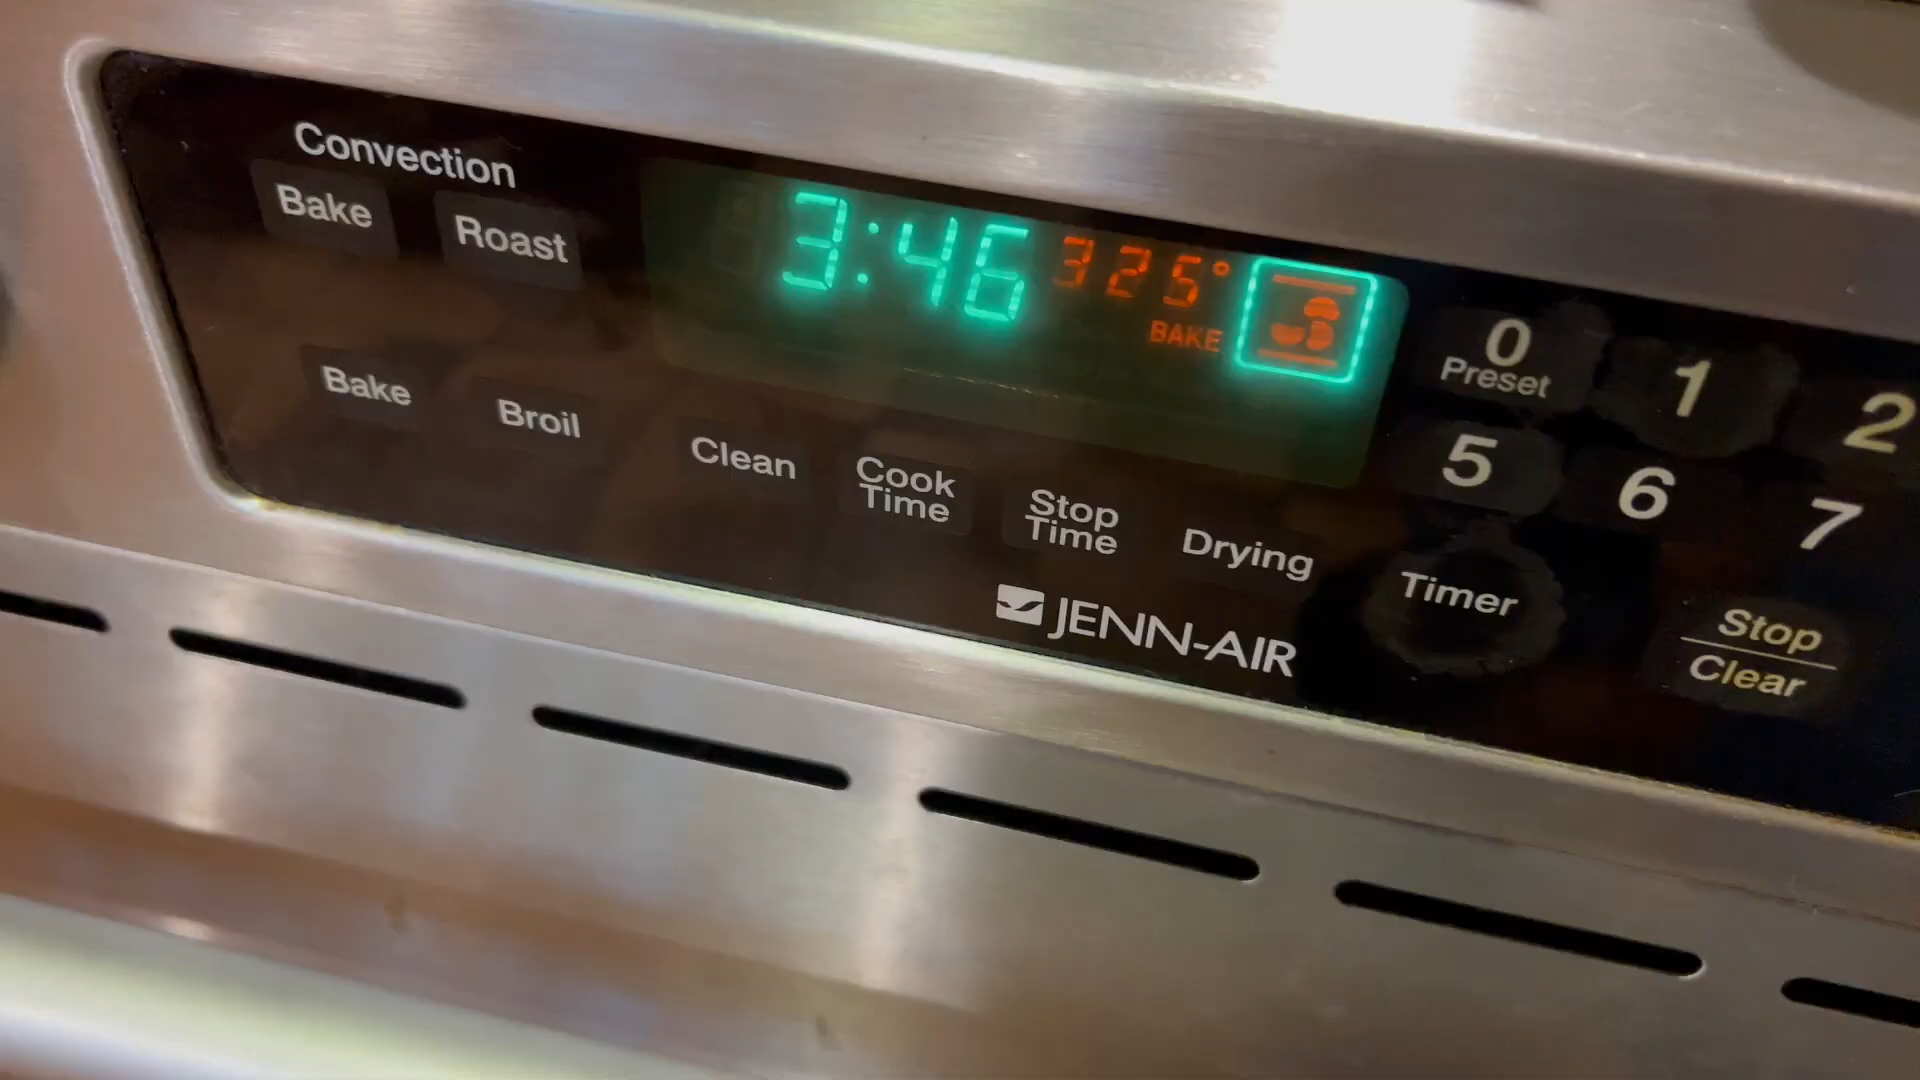 Convection
Bake Roast
3:46 325°
BAKE
Bake Broil Clean Cook Time Stop Time Drying
JENN-AIR
0 1 2
Preset
5 6 7
Timer Stop
Clear